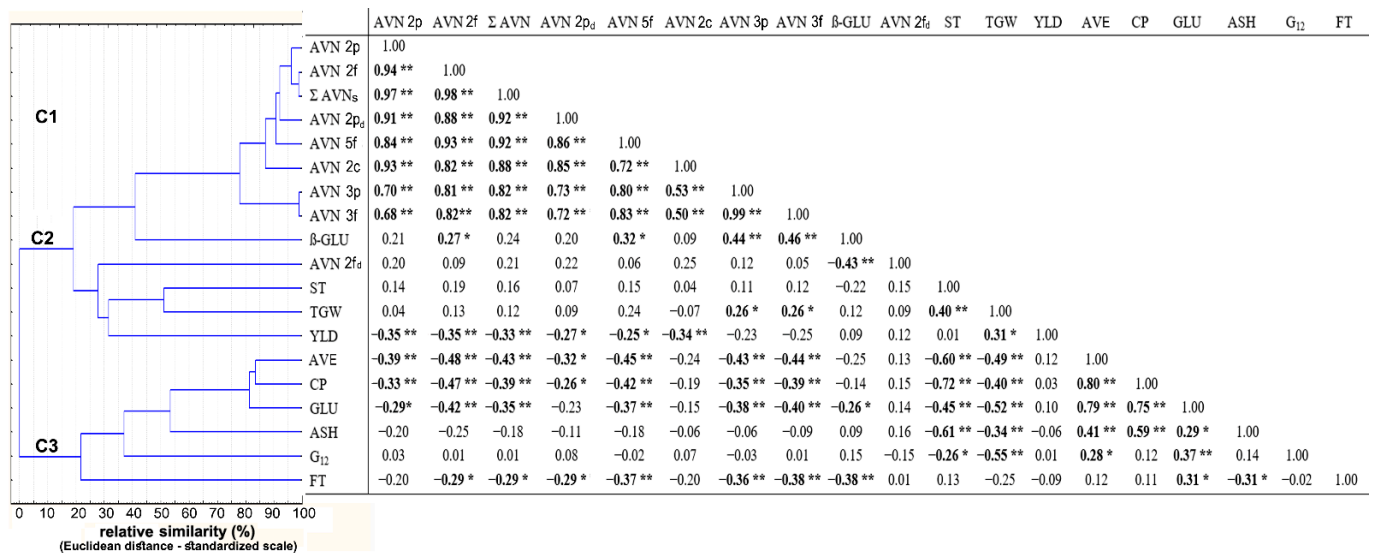 AVN 2p AVN 2f Σ AVN AVN 2pd AVN 5f AVN 2c AVN 3p AVN 3f ß-GLU AVN 2fd ST TGW YLD AVE CP GLU ASH G12 FT
AVN 2p 1.00
AVN 2f 0.94 ** 1.00
Σ AVNs 0.97 ** 0.98 ** 1.00
C1
AVN 2pd 0.91 ** 0.88 ** 0.92 ** 1.00
AVN 5f 0.84 ** 0.93 ** 0.92 ** 0.86 ** 1.00
AVN 2c 0.93 ** 0.82 ** 0.88 ** 0.85 ** 0.72 ** 1.00
AVN 3p 0.70 ** 0.81 ** 0.82 ** 0.73 ** 0.80 ** 0.53 ** 1.00
AVN 3f 0.68 ** 0.82** 0.82 ** 0.72 ** 0.83 ** 0.50 ** 0.99 ** 1.00
C2
ß-GLU 0.21 0.27 * 0.24 0.20 0.32 * 0.09 0.44 ** 0.46 ** 1.00
AVN 2fd 0.20 0.09 0.21 0.22 0.06 0.25 0.12 0.05 −0.43 ** 1.00
ST 0.14 0.19 0.16 0.07 0.15 0.04 0.11 0.12 −0.22 0.15 1.00
TGW 0.04 0.13 0.12 0.09 0.24 −0.07 0.26 * 0.26 * 0.12 0.09 0.40 ** 1.00
YLD −0.35 ** −0.35 ** −0.33 ** −0.27 * −0.25 * −0.34 ** −0.23 −0.25 0.09 0.12 0.01 0.31 * 1.00
AVE −0.39 ** −0.48 ** −0.43 ** −0.32 * −0.45 ** −0.24 −0.43 ** −0.44 ** −0.25 0.13 −0.60 ** −0.49 ** 0.12 1.00
CP −0.33 ** −0.47 ** −0.39 ** −0.26 * −0.42 ** −0.19 −0.35 ** −0.39 ** −0.14 0.15 −0.72 ** −0.40 ** 0.03 0.80 ** 1.00
GLU −0.29* −0.42 ** −0.35 ** −0.23 −0.37 ** −0.15 −0.38 ** −0.40 ** −0.26 * 0.14 −0.45 ** −0.52 ** 0.10 0.79 ** 0.75 ** 1.00
ASH −0.20 −0.25 −0.18 −0.11 −0.18 −0.06 −0.06 −0.09 0.09 0.16 −0.61 ** −0.34 ** −0.06 0.41 ** 0.59 ** 0.29 * 1.00
C3
G12 0.03 0.01 0.01 0.08 −0.02 0.07 −0.03 0.01 0.15 −0.15 −0.26 * −0.55 ** 0.01 0.28 * 0.12 0.37 ** 0.14 1.00
FT −0.20 −0.29 * −0.29 * −0.29 * −0.37 ** −0.20 −0.36 ** −0.38 ** −0.38 ** 0.01 0.13 −0.25 −0.09 0.12 0.11 0.31 * −0.31 * −0.02 1.00
0 10 20 30 40 50 60 70 80 90 100
relative similarity (%)
(Euclidean distance - standardized scale)